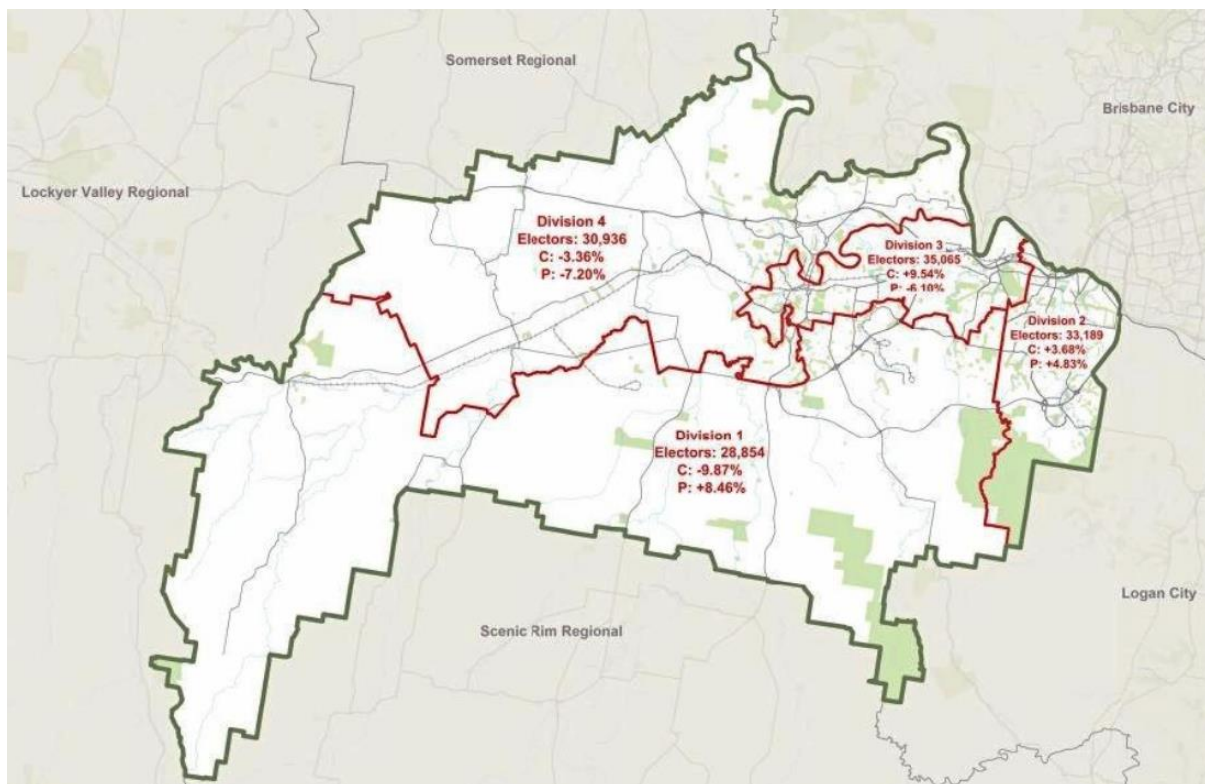 Somerset Regional
Brisbane City
Lockyer Valley Regional
Division 4
Electors: 30,936
C: -3.36%
P: -7.20%
Division 3
Electors: 35,065
C: +9.54%
P: -6.10%
Division 2
Electors: 33,189
C: +3.68%
P: +4.83%
Division 1
Electors: 28,854
C: -9.87%
P: +8.46%
Logan City
Scenic Rim Regional